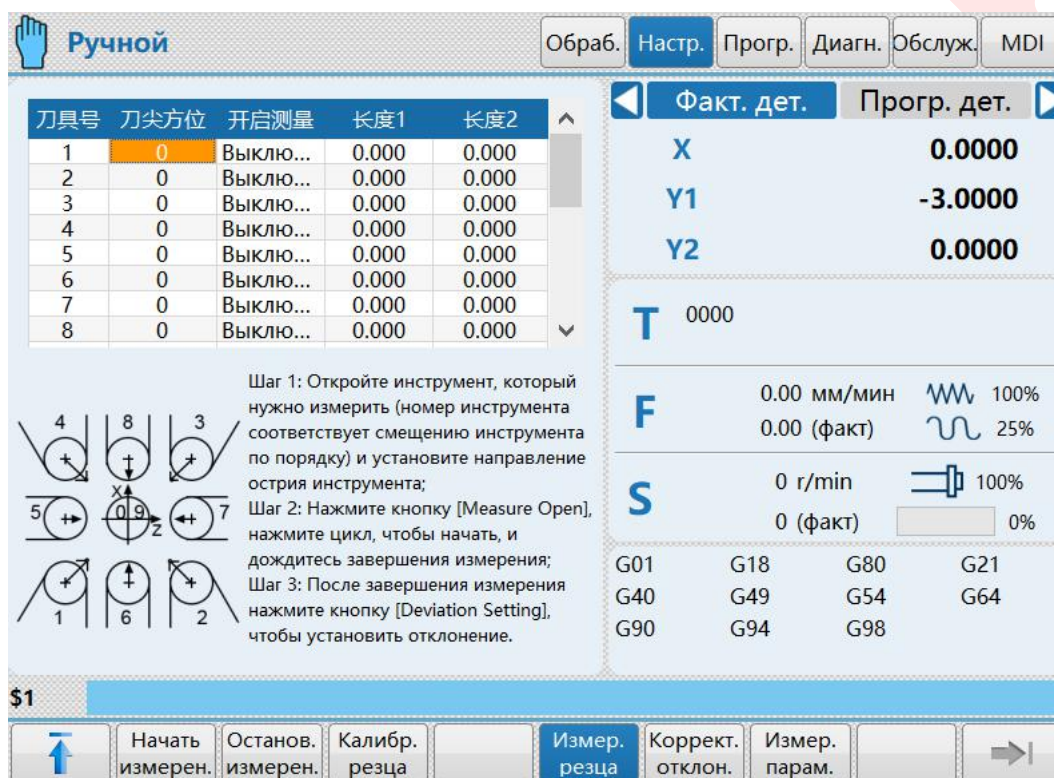 Ручной
Обраб. Настр. Прогр. Диагн. Обслуж. MDI
刀具号 刀尖方位 开启测量 长度1 长度2
1 0 Выклю... 0.000 0.000
2 0 Выклю... 0.000 0.000
3 0 Выклю... 0.000 0.000
4 0 Выклю... 0.000 0.000
5 0 Выклю... 0.000 0.000
6 0 Выклю... 0.000 0.000
7 0 Выклю... 0.000 0.000
8 0 Выклю... 0.000 0.000
4 8 3
X
5 0 9 7
Z
1 6 2
Шаг 1: Откройте инструмент, который
нужно измерить (номер инструмента
соответствует смещению инструмента
по порядку) и установите направление
острия инструмента;
Шаг 2: Нажмите кнопку [Measure Open],
нажмите цикл, чтобы начать, и
дождитесь завершения измерения;
Шаг 3: После завершения измерения
нажмите кнопку [Deviation Setting],
чтобы установить отклонение.
Факт. дет. Прогр. дет.
X 0.0000
Y1 -3.0000
Y2 0.0000
T 0000
F 0.00 мм/мин 100%
0.00 (факт) 25%
S 0 r/min 100%
0 (факт) 0%
G01 G18 G80 G21
G40 G49 G54 G64
G90 G94 G98
$1
Начать Останов. Калибр. Измер. Коррект. Измер.
измерен. измерен. резца резца отклон. парам.